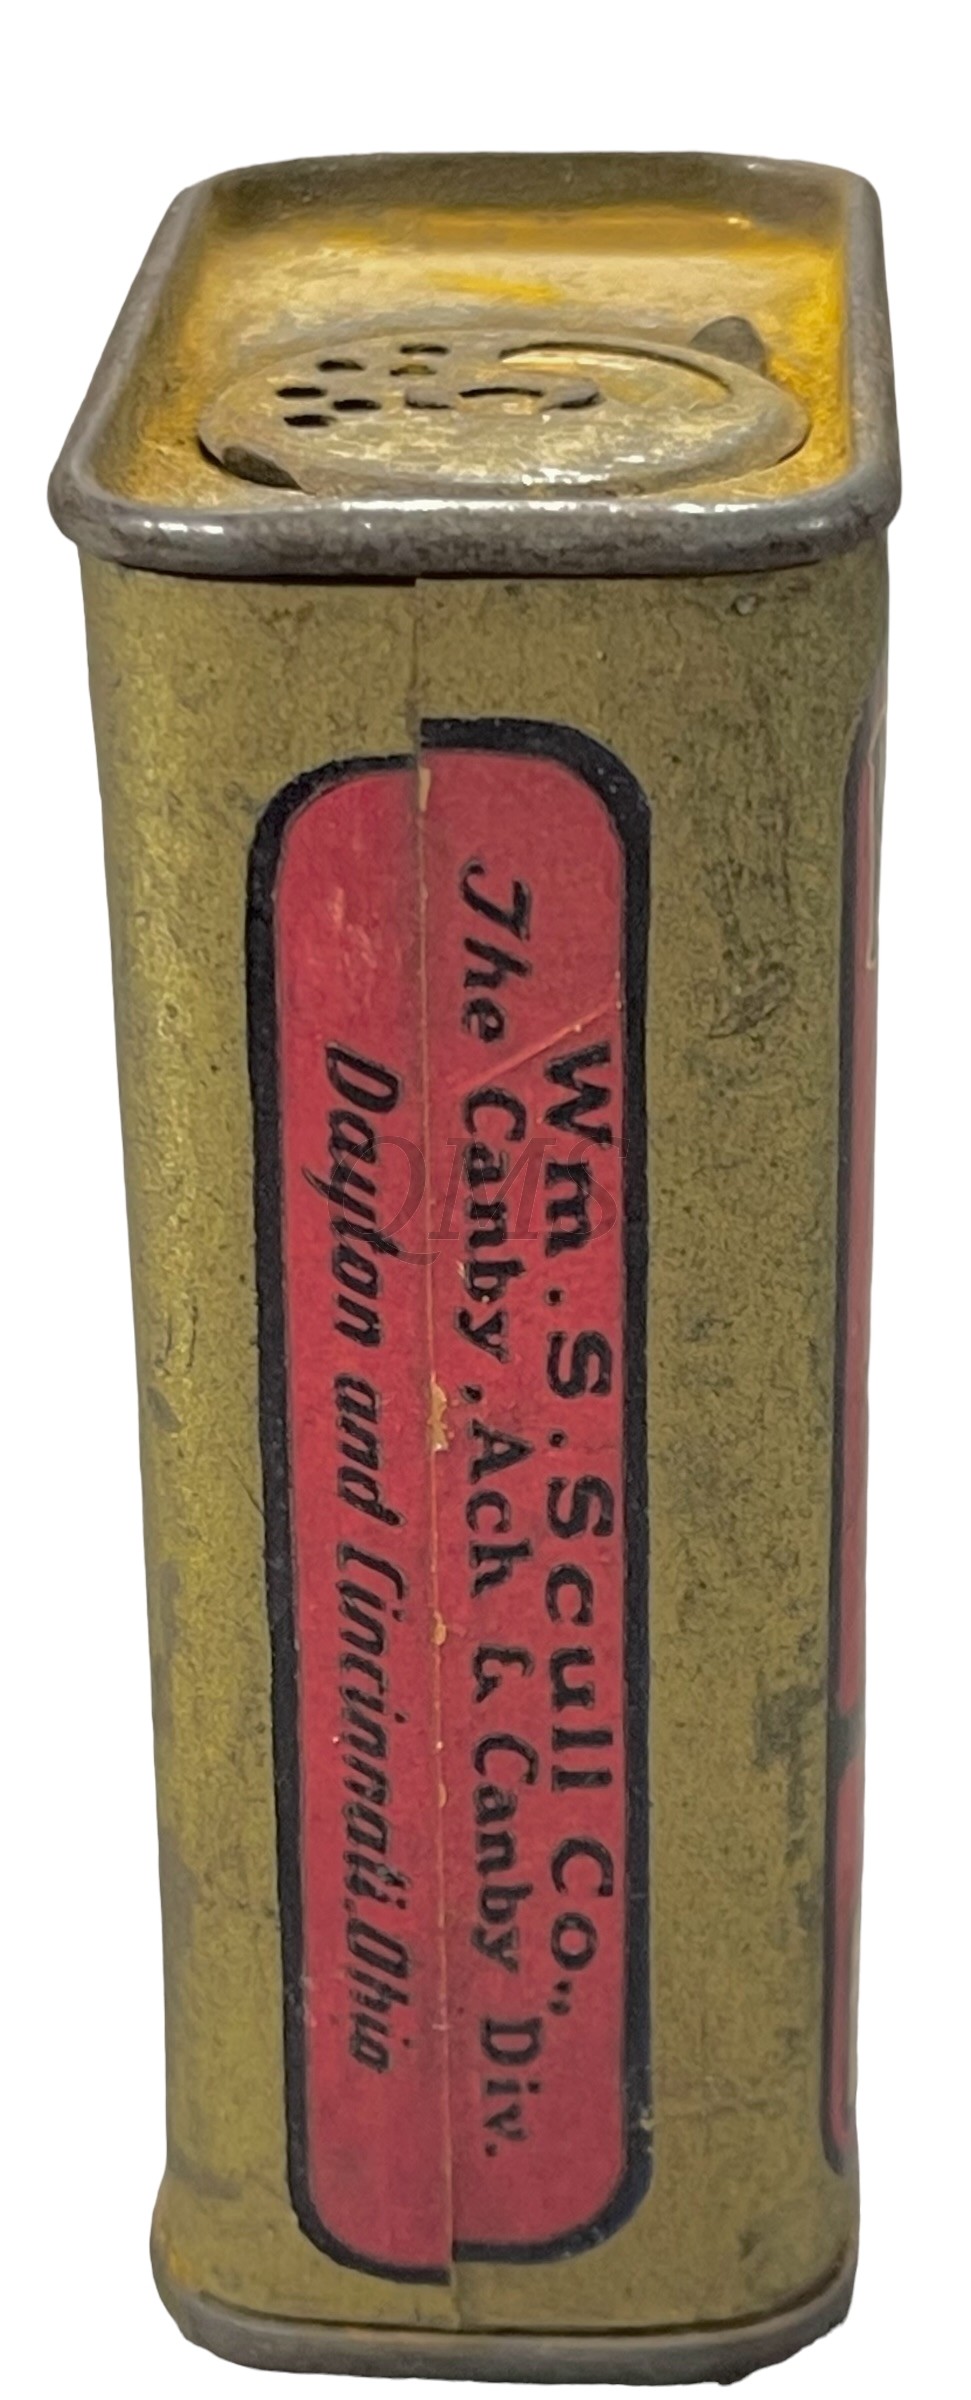 Wm. S. Scull Co.,,
The Canby, Ach & Canby Div.
Dayton and Cincinnati, Ohio
QMS